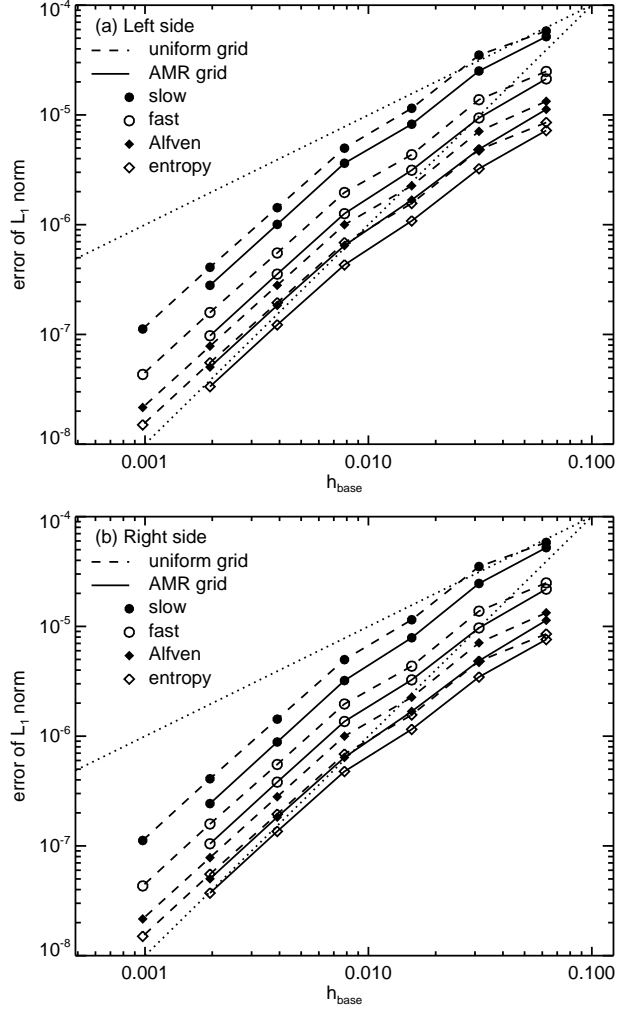 10⁻⁴
(a) Left side
uniform grid
AMR grid
slow
fast
Alfven
entropy
10⁻⁵
10⁻⁶
10⁻⁷
10⁻⁸
error of L₁ norm
0.001
0.010
0.100
h_base
10⁻⁴
(b) Right side
uniform grid
AMR grid
slow
fast
Alfven
entropy
10⁻⁵
10⁻⁶
10⁻⁷
10⁻⁸
error of L₁ norm
0.001
0.010
0.100
h_base